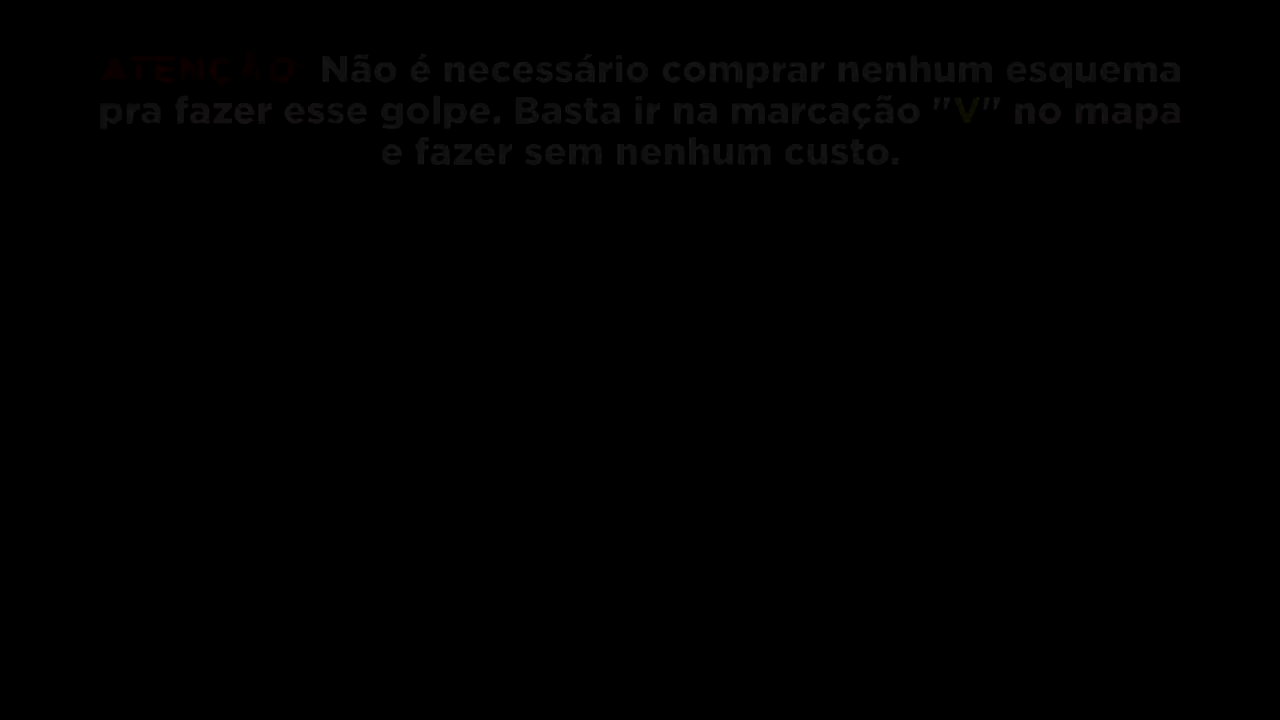 ATENÇÃO: Não é necessário comprar nenhum esquema
pra fazer esse golpe. Basta ir na marcação "V" no mapa
e fazer sem nenhum custo.